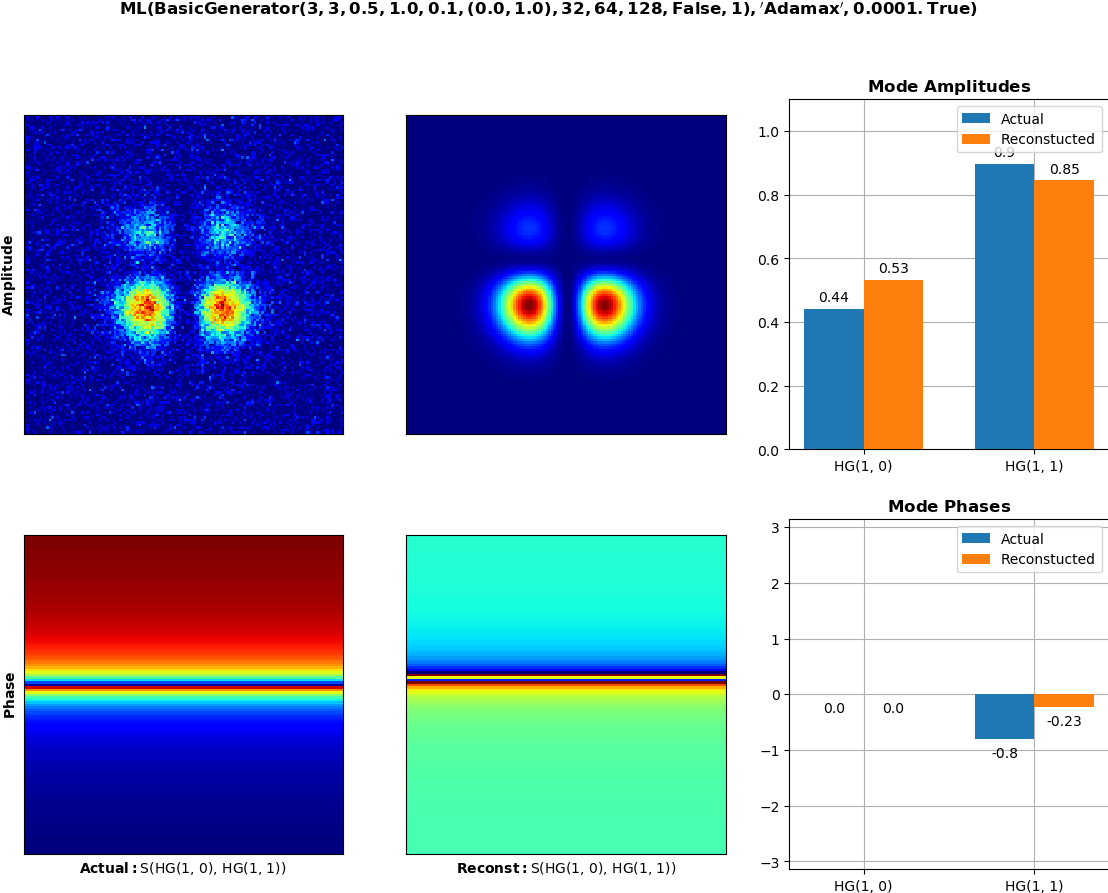 ML(BasicGenerator(3, 3, 0.5, 1.0, 0.1, (0.0, 1.0), 32, 64, 128, False, 1), 'Adamax', 0.0001. True)
Amplitude
Mode Amplitudes
Actual
Reconstucted
1.0
0.8
0.6
0.4
0.2
0.0
0.44
0.53
0.9
0.85
HG(1, 0)
HG(1, 1)
Phase
Actual: S(HG(1, 0), HG(1, 1))
Reconst: S(HG(1, 0), HG(1, 1))
Mode Phases
Actual
Reconstucted
3
2
1
0
−1
−2
−3
0.0
0.0
-0.8
-0.23
HG(1, 0)
HG(1, 1)